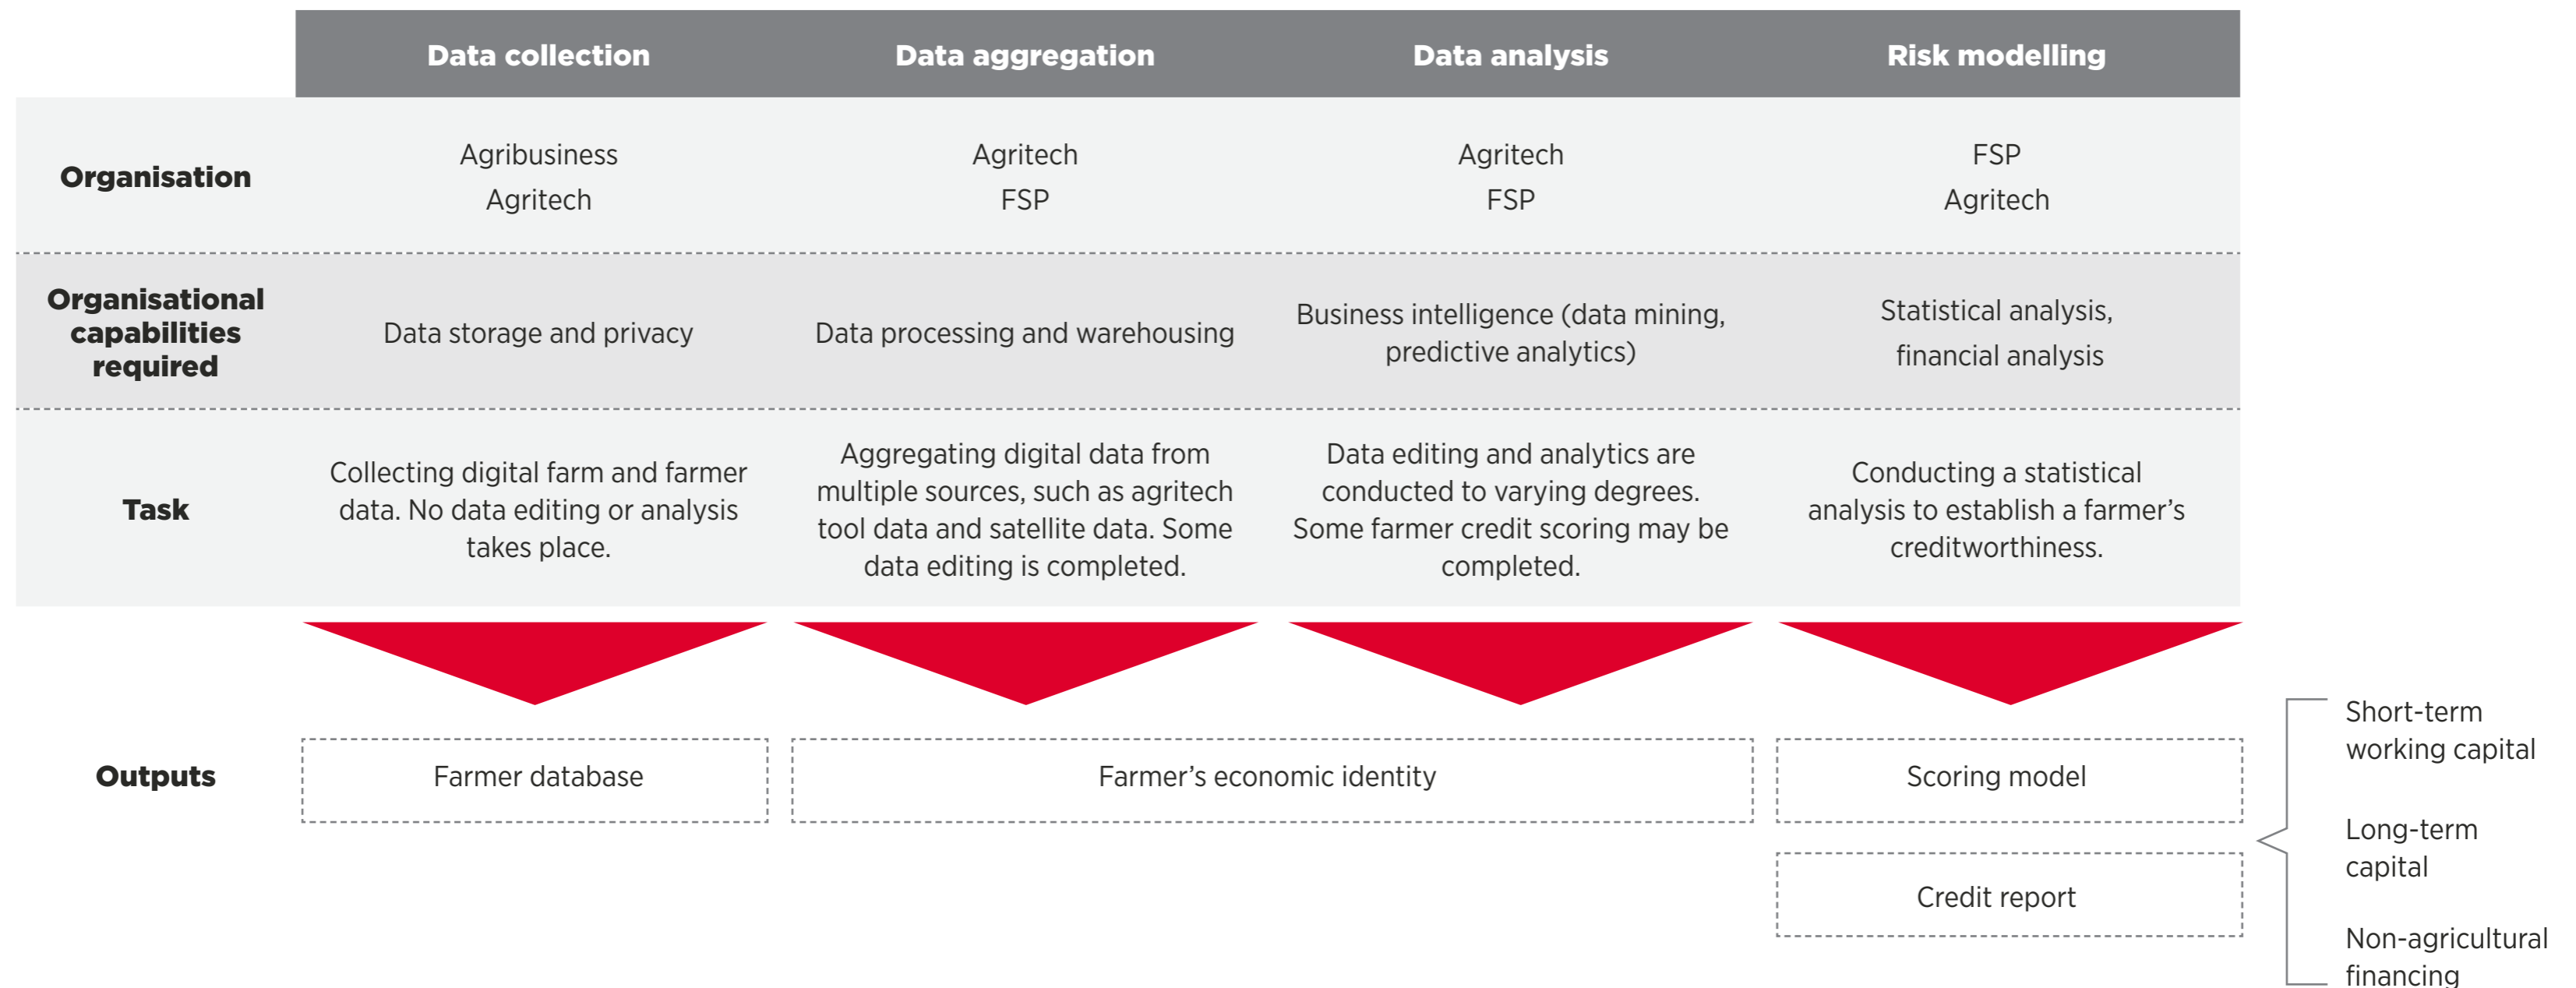 Data collection
Data aggregation
Data analysis
Risk modelling
Organisation
Agribusiness
Agritech
Agritech
FSP
Agritech
FSP
FSP
Agritech
Organisational
capabilities
required
Data storage and privacy
Data processing and warehousing
Business intelligence (data mining,
predictive analytics)
Statistical analysis,
financial analysis
Task
Collecting digital farm and farmer
data. No data editing or analysis
takes place.
Aggregating digital data from
multiple sources, such as agritech
tool data and satellite data. Some
data editing is completed.
Data editing and analytics are
conducted to varying degrees.
Some farmer credit scoring may be
completed.
Conducting a statistical
analysis to establish a farmer’s
creditworthiness.
Outputs
Farmer database
Farmer’s economic identity
Scoring model
Credit report
Short-term
working capital
Long-term
capital
Non-agricultural
financing